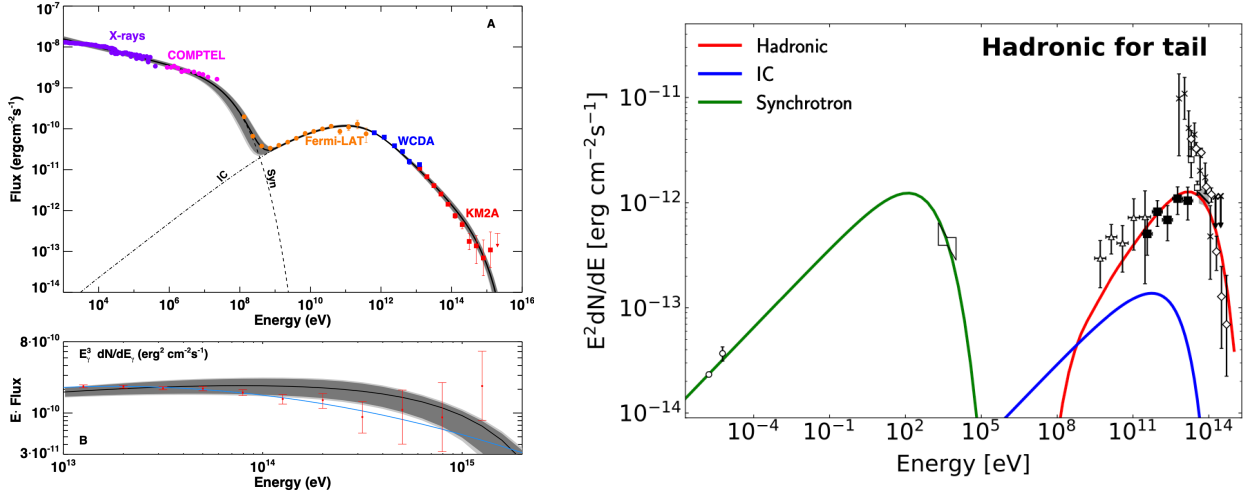 A
X-rays
COMPTEL
Fermi-LAT
WCDA
KM2A
IC
Syn
Flux (ergcm⁻²s⁻¹)
10⁻⁷
10⁻⁸
10⁻⁹
10⁻¹⁰
10⁻¹¹
10⁻¹²
10⁻¹³
10⁻¹⁴
10⁴ 10⁶ 10⁸ 10¹⁰ 10¹² 10¹⁴ 10¹⁶
Energy (eV)
E_γ³ dN/dE_γ (erg² cm⁻²s⁻¹)
B
E· Flux
8·10⁻¹⁰
10⁻¹⁰
3·10⁻¹¹
10¹³ 10¹⁴ 10¹⁵
Energy (eV)
Hadronic for tail
Hadronic
IC
Synchrotron
E²dN/dE [erg cm⁻²s⁻¹]
10⁻¹¹
10⁻¹²
10⁻¹³
10⁻¹⁴
10⁻⁴ 10⁻¹ 10² 10⁵ 10⁸ 10¹¹ 10¹⁴
Energy [eV]